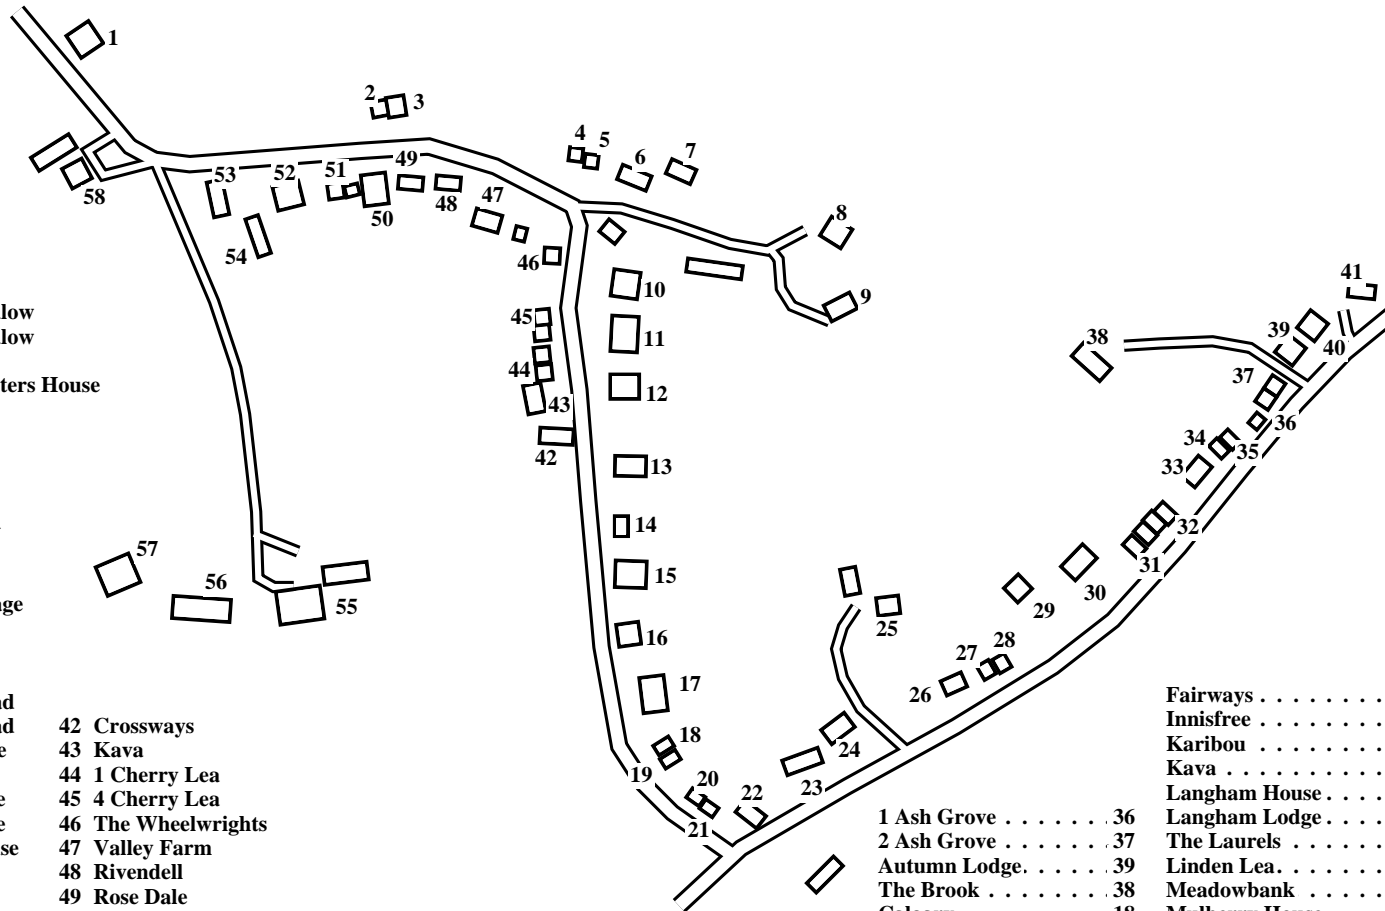 1
2
3
4
5
6
7
8
9
10
11
12
13
14
15
16
17
18
19
20
21
22
23
24
25
26
27
28
29
30
31
32
33
34
35
36
37
38
39
40
41
42
43
44
45
46
47
48
49
50
51
52
53
54
55
56
57
58
House
42 Crossways
43 Kava
44 1 Cherry Lea
45 4 Cherry Lea
46 The Wheelwrights
47 Valley Farm
48 Rivendell
49 Rose Dale
1 Ash Grove . . . . . . . 36
2 Ash Grove . . . . . . . 37
Autumn Lodge. . . . . . 39
The Brook . . . . . . . . 38
Fairways . . . . . . . .
Innisfree . . . . . . . .
Karibou . . . . . . . .
Kava . . . . . . . . . .
Langham House . . . .
Langham Lodge . . . .
The Laurels . . . . . .
Linden Lea. . . . . . .
Meadowbank . . . . .